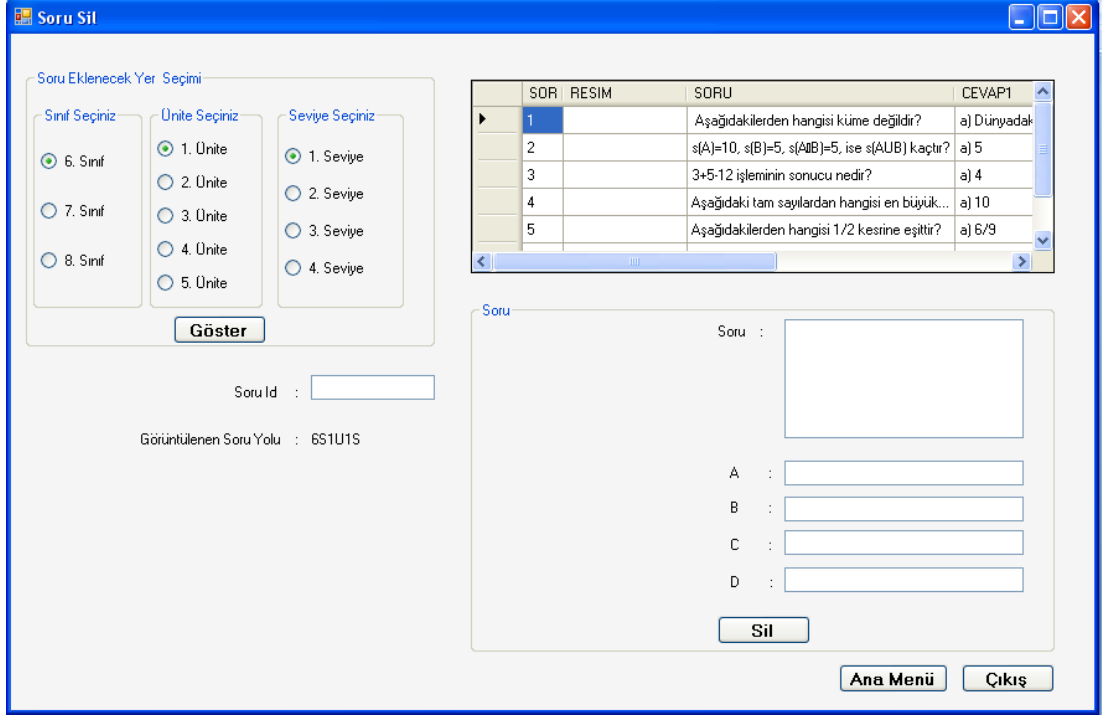 Soru Sil
Soru Eklenecek Yer Seçimi
Sınıf Seçiniz
6. Sınıf
7. Sınıf
8. Sınıf
Ünite Seçiniz
1. Ünite
2. Ünite
3. Ünite
4. Ünite
5. Ünite
Seviye Seçiniz
1. Seviye
2. Seviye
3. Seviye
4. Seviye
Göster
Soru Id :
Görüntülenen Soru Yolu : 6S1U1S
SOR RESIM SORU CEVAP1
1 Aşağıdakilerden hangisi küme değildir? a) Dünyadak
2 s(A)=10, s(B)=5, s(A B)=5, ise s(AUB) kaçtır? a) 5
3 3+5-12 işleminin sonucu nedir? a) 4
4 Aşağıdaki tam sayılardan hangisi en büyük... a) 10
5 Aşağıdakilerden hangisi 1/2 kesrine eşittir? a) 6/9
Soru
Soru :
A :
B :
C :
D :
Sil
Ana Menü
Çıkış